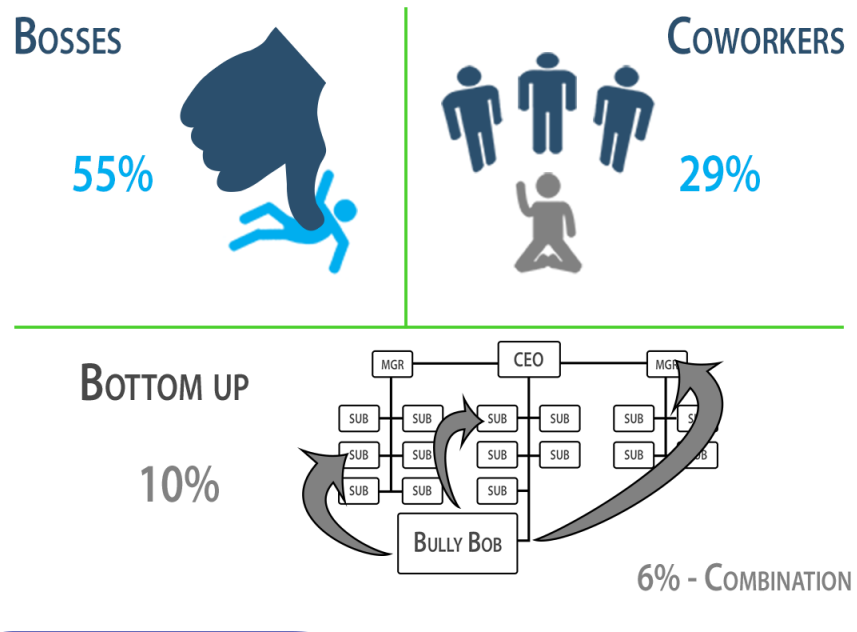 BOSSES
55%
COWORKERS
29%
BOTTOM UP
10%
CEO
MGR
MGR
SUB SUB SUB SUB SUB
SUB SUB SUB SUB SUB
SUB SUB SUB
BULLY BOB
6% - COMBINATION